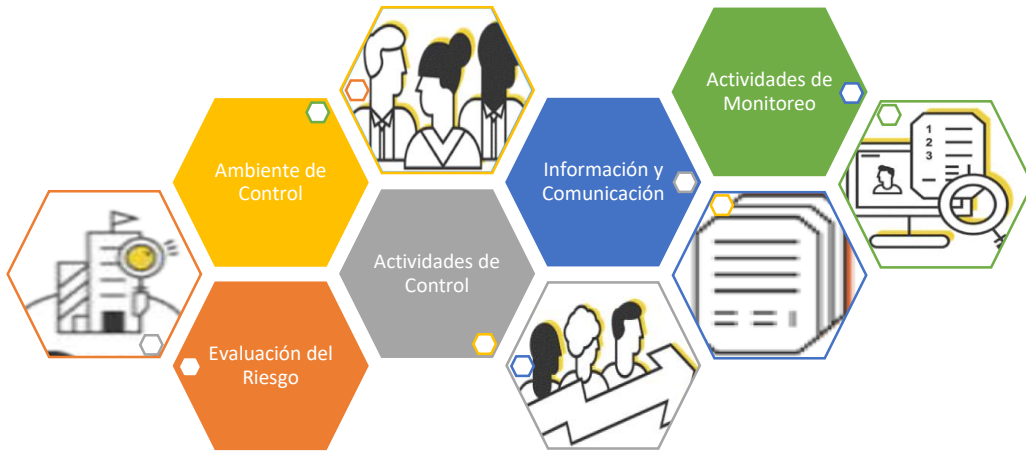 Ambiente de
Control
Evaluación del
Riesgo
Actividades de
Control
Información y
Comunicación
Actividades de
Monitoreo
1
2
3